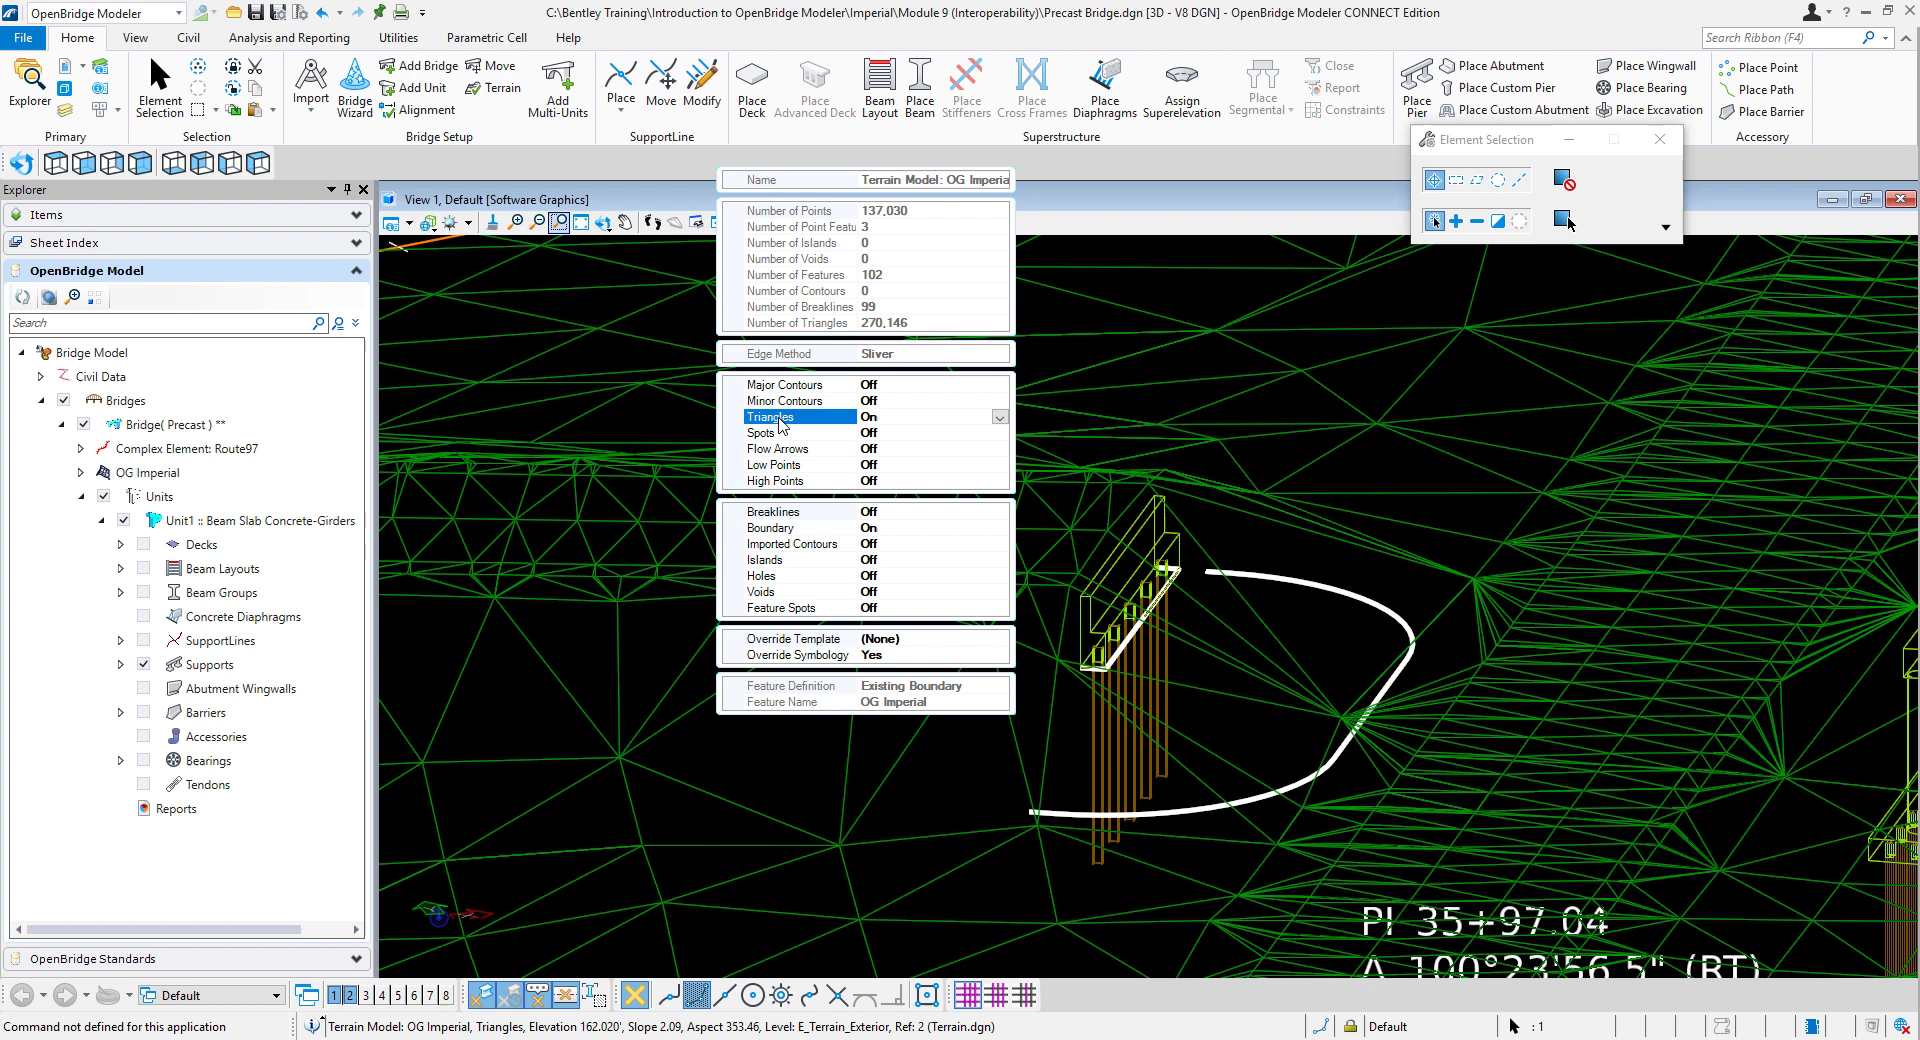 OpenBridge Modeler
C:\Bentley Training\Introduction to OpenBridge Modeler\Imperial\Module 9 (Interoperability)\Precast Bridge.dgn [3D - V8 DGN] - OpenBridge Modeler CONNECT Edition
File Home View Civil Analysis and Reporting Utilities Parametric Cell Help
Search Ribbon (F4)
Explorer
Primary
Element Selection
Selection
Import
Bridge Wizard
Add Bridge
Add Unit
Alignment
Move
Terrain
Add Multi-Units
Bridge Setup
Place
Move
Modify
SupportLine
Place Deck
Place Advanced Deck
Beam Layout
Place Beam
Place Stiffeners
Place Cross Frames
Place Diaphragms
Assign Superelevation
Place Segmental
Close
Report
Constraints
Superstructure
Place Pier
Place Abutment
Place Custom Pier
Place Custom Abutment
Place Wingwall
Place Bearing
Place Excavation
Place Point
Place Path
Place Barrier
Accessory
Element Selection
Explorer
Items
Sheet Index
OpenBridge Model
Search
Bridge Model
Civil Data
Bridges
Bridge( Precast ) **
Complex Element: Route97
OG Imperial
Units
Unit1 :: Beam Slab Concrete-Girders
Decks
Beam Layouts
Beam Groups
Concrete Diaphragms
SupportLines
Supports
Abutment Wingwalls
Barriers
Accessories
Bearings
Tendons
Reports
OpenBridge Standards
View 1, Default [Software Graphics]
Name Terrain Model: OG Imperia
Number of Points 137,030
Number of Point Featu 3
Number of Islands 0
Number of Voids 0
Number of Features 102
Number of Contours 0
Number of Breaklines 99
Number of Triangles 270,146
Edge Method Sliver
Major Contours Off
Minor Contours Off
Triangles On
Spots Off
Flow Arrows Off
Low Points Off
High Points Off
Breaklines Off
Boundary On
Imported Contours Off
Islands Off
Holes Off
Voids Off
Feature Spots Off
Override Template (None)
Override Symbology Yes
Feature Definition Existing Boundary
Feature Name OG Imperial
PI 35+97.04
Δ 100°23'56.5" (RT)
Default
1 2 3 4 5 6 7 8
Command not defined for this application
Terrain Model: OG Imperial, Triangles, Elevation 162.020', Slope 2.09, Aspect 353.46, Level: E_Terrain_Exterior, Ref: 2 (Terrain.dgn)
Default
: 1